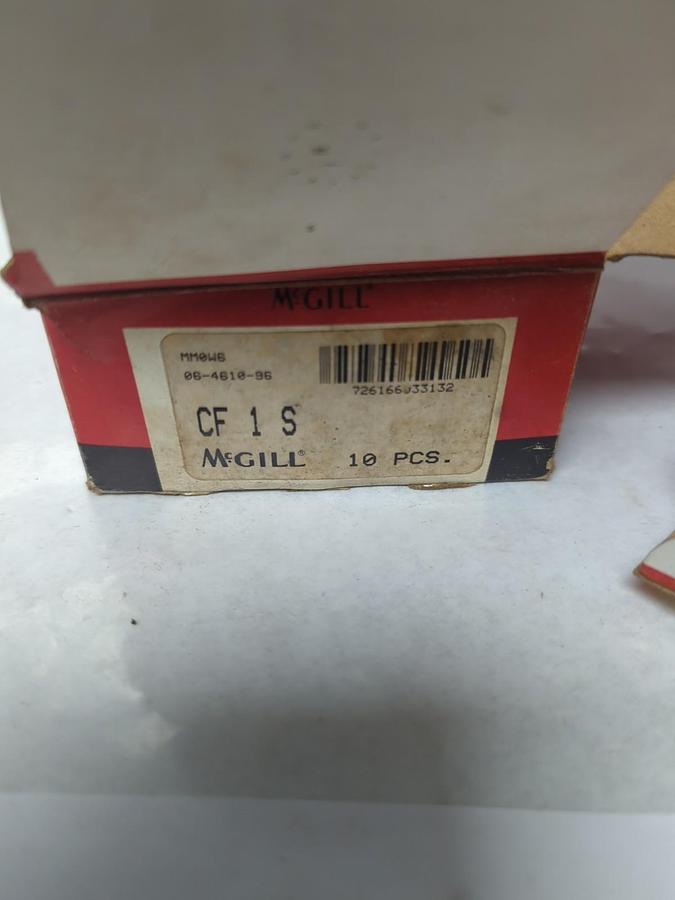 McGILL®
MM0W6
06-4610-96
726166033132
CF 1 S
McGILL® 10 PCS.